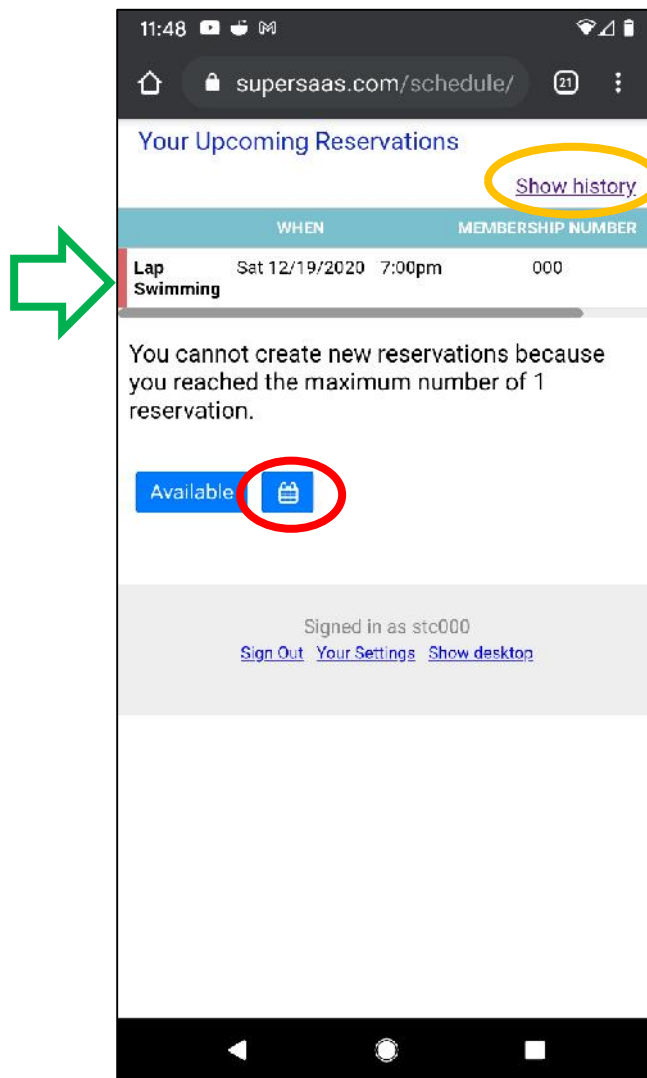 11:48
supersaas.com/schedule/ 21
Your Upcoming Reservations
Show history
WHEN MEMBERSHIP NUMBER
Lap Sat 12/19/2020 7:00pm 000
Swimming
You cannot create new reservations because
you reached the maximum number of 1
reservation.
Available
Signed in as stc000
Sign Out Your Settings Show desktop